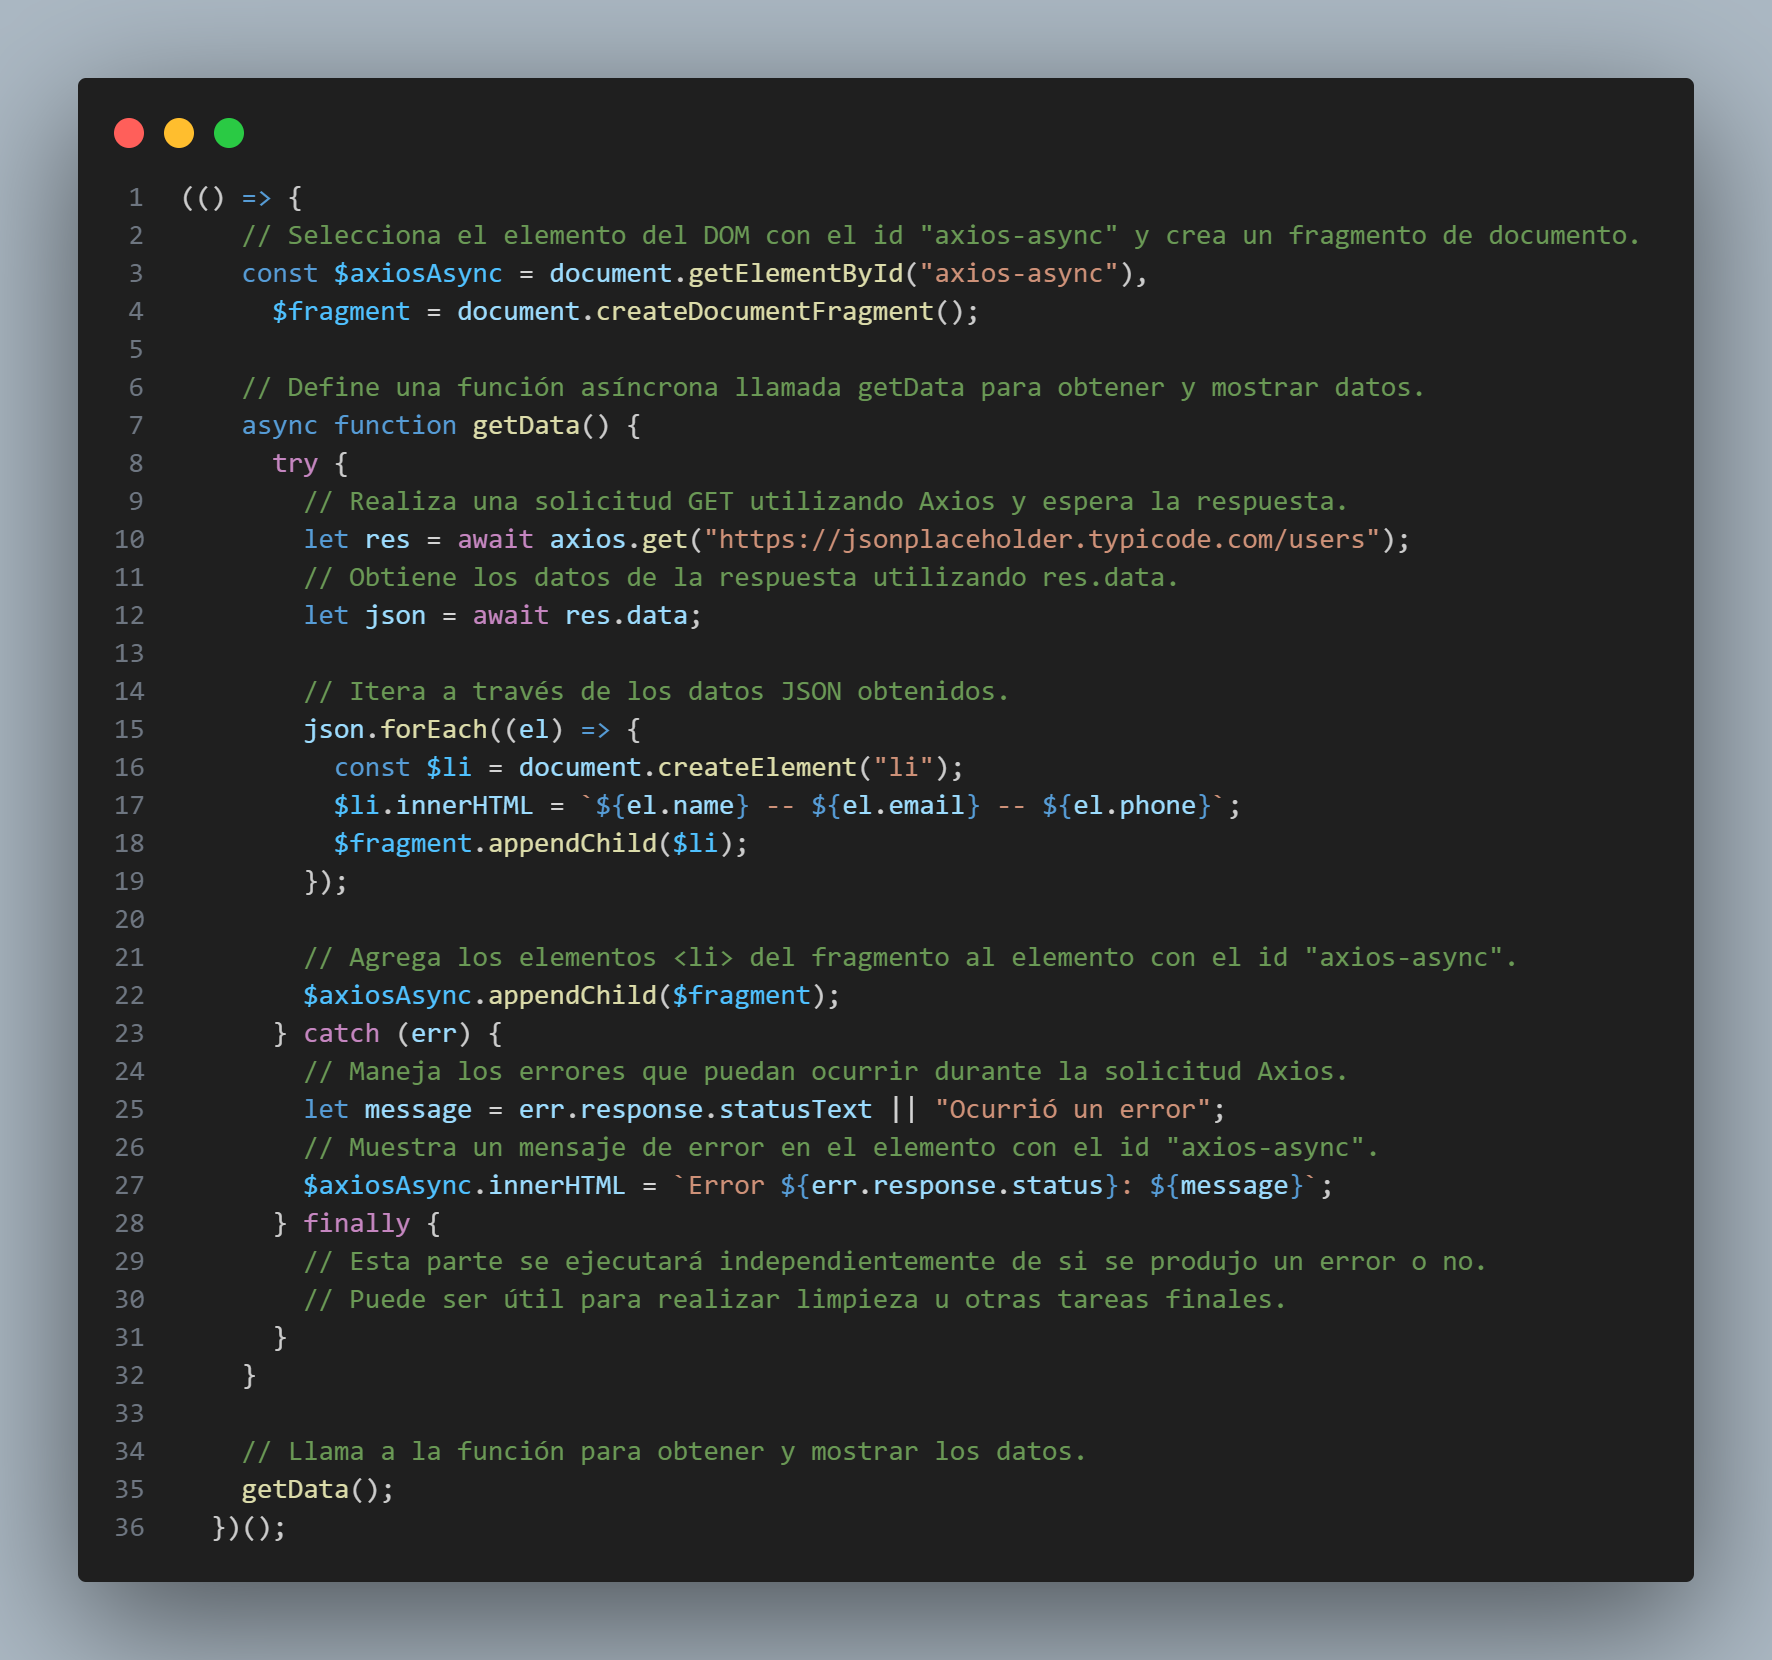 1 (() => {
2 // Selecciona el elemento del DOM con el id "axios-async" y crea un fragmento de documento.
3 const $axiosAsync = document.getElementById("axios-async"),
4 $fragment = document.createDocumentFragment();
5
6 // Define una función asíncrona llamada getData para obtener y mostrar datos.
7 async function getData() {
8 try {
9 // Realiza una solicitud GET utilizando Axios y espera la respuesta.
10 let res = await axios.get("https://jsonplaceholder.typicode.com/users");
11 // Obtiene los datos de la respuesta utilizando res.data.
12 let json = await res.data;
13
14 // Itera a través de los datos JSON obtenidos.
15 json.forEach((el) => {
16 const $li = document.createElement("li");
17 $li.innerHTML = `${el.name} -- ${el.email} -- ${el.phone}`;
18 $fragment.appendChild($li);
19 });
20
21 // Agrega los elementos <li> del fragmento al elemento con el id "axios-async".
22 $axiosAsync.appendChild($fragment);
23 } catch (err) {
24 // Maneja los errores que puedan ocurrir durante la solicitud Axios.
25 let message = err.response.statusText || "Ocurrió un error";
26 // Muestra un mensaje de error en el elemento con el id "axios-async".
27 $axiosAsync.innerHTML = `Error ${err.response.status}: ${message}`;
28 } finally {
29 // Esta parte se ejecutará independientemente de si se produjo un error o no.
30 // Puede ser útil para realizar limpieza u otras tareas finales.
31 }
32 }
33
34 // Llama a la función para obtener y mostrar los datos.
35 getData();
36 })();